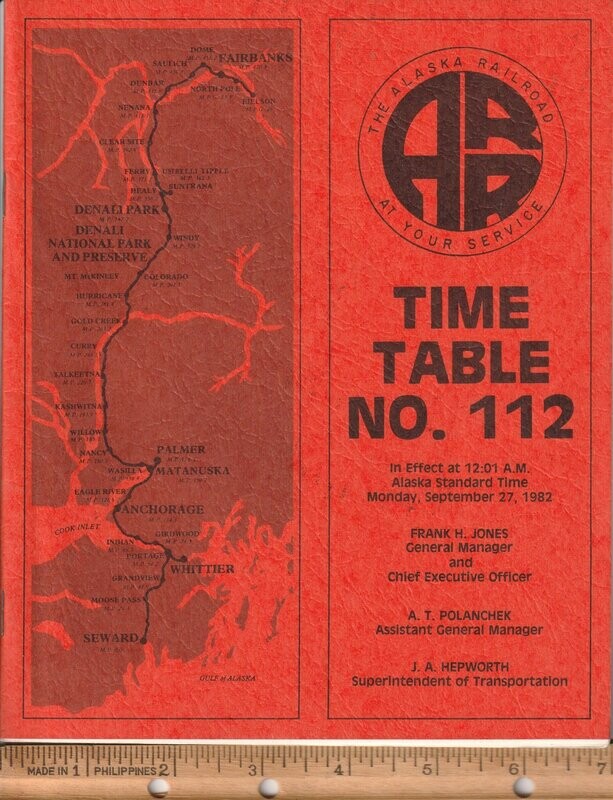 DOME
FAIRBANKS
SAULICH
DUNBAR
NORTH POLE
EIELSON
NENANA
CLEAR SITE
FERRY
USIBELLI TIPPLE
SUNTRANA
HEALY
DENALI PARK
DENALI
NATIONAL PARK
AND PRESERVE
WINDY
MT. McKINLEY
COLORADO
HURRICANE
GOLD CREEK
CURRY
TALKEETNA
KASHWITNA
WILLOW
NANCY
PALMER
WASILLA
MATANUSKA
EAGLE RIVER
ANCHORAGE
COOK INLET
INDIAN
GIRDWOOD
PORTAGE
WHITTIER
GRANDVIEW
MOOSE PASS
SEWARD
GULF of ALASKA
THE ALASKA RAILROAD
ARR
AT YOUR SERVICE
TIME
TABLE
NO. 112
In Effect at 12:01 A.M.
Alaska Standard Time
Monday, September 27, 1982
FRANK H. JONES
General Manager
and
Chief Executive Officer
A. T. POLANCHEK
Assistant General Manager
J. A. HEPWORTH
Superintendent of Transportation
MADE IN 1 PHILIPPINES 2 3 4 5 6 7